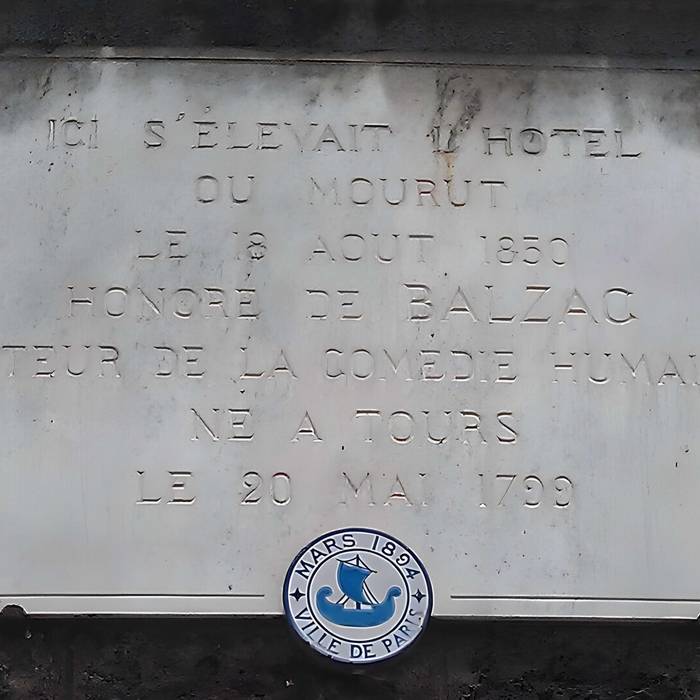 ICI S'ÉLEVAIT L'HOTEL
OU MOURUT
LE 18 AOUT 1850
HONORÉ DE BALZAC
TEUR DE LA COMÉDIE HUMAI
NÉ A TOURS
LE 20 MAI 1799
MARS 1894
VILLE DE PARIS